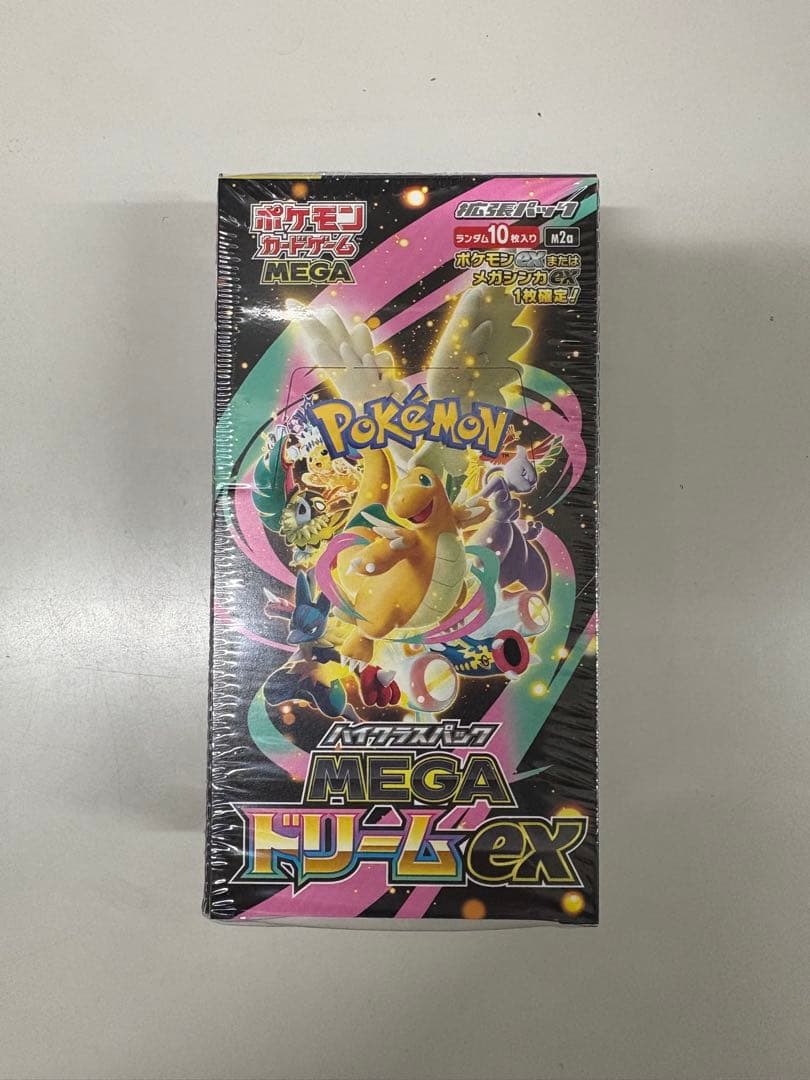 ポケモン
カードゲーム
MEGA
拡張パック
ランダム10枚入り
M2a
ポケモンexまたは
メガシンカex
1枚確定!!
POKÉMON
TM
ハイクラスパック
MEGA
ドリームex